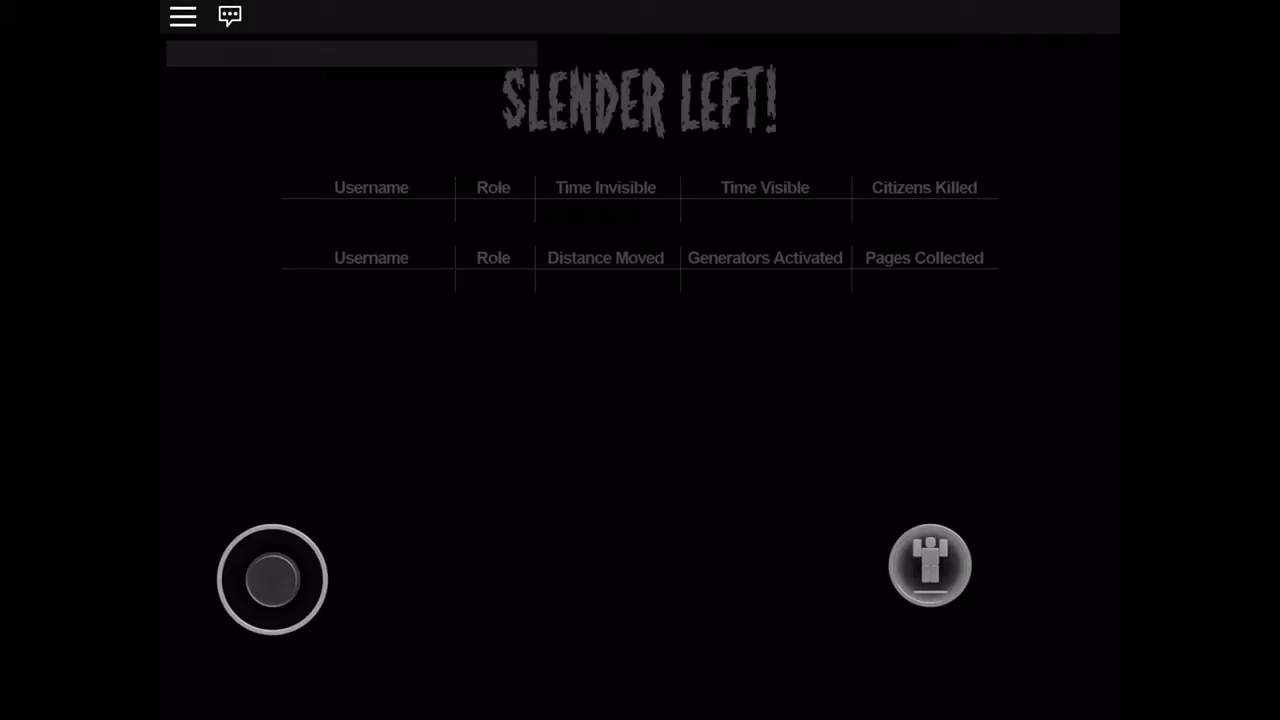 SLENDER LEFT!
Username Role Time Invisible Time Visible Citizens Killed
Username Role Distance Moved Generators Activated Pages Collected